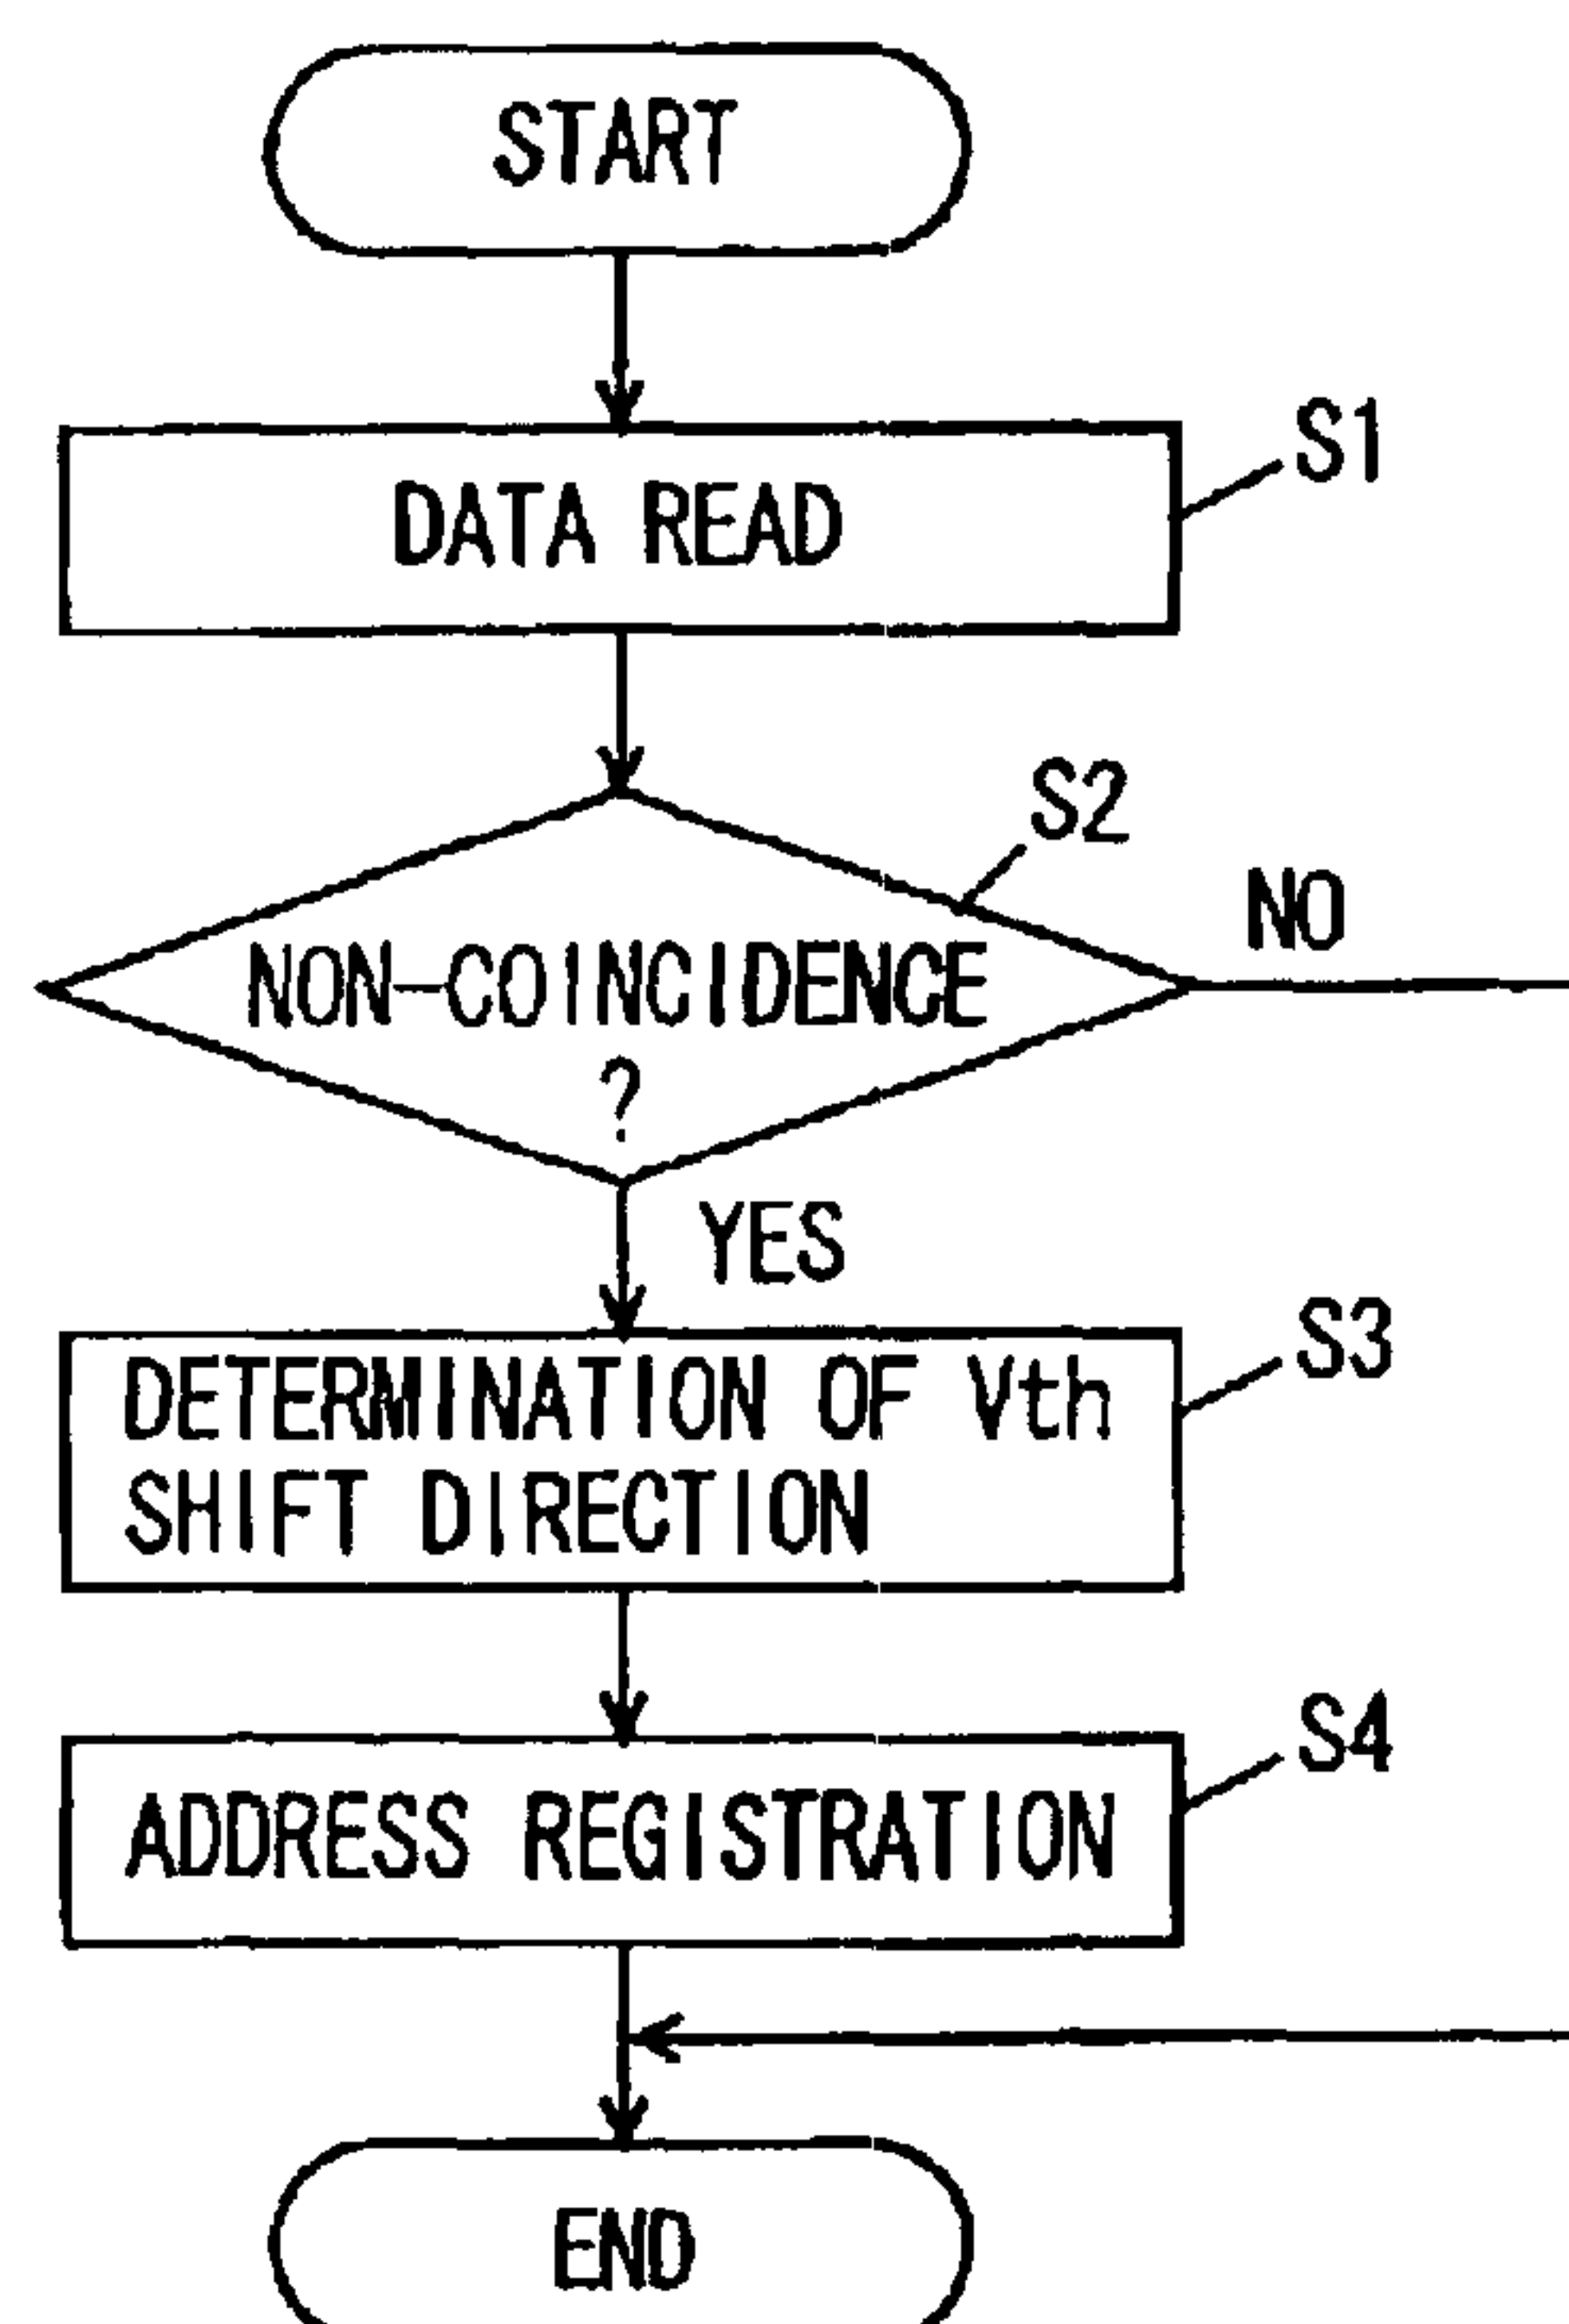 START
S1
DATA READ
S2
NO
NON-COINCIDENCE
?
YES
S3
DETERMINATION OF Vth
SHIFT DIRECTION
S4
ADDRESS REGISTRATION
END